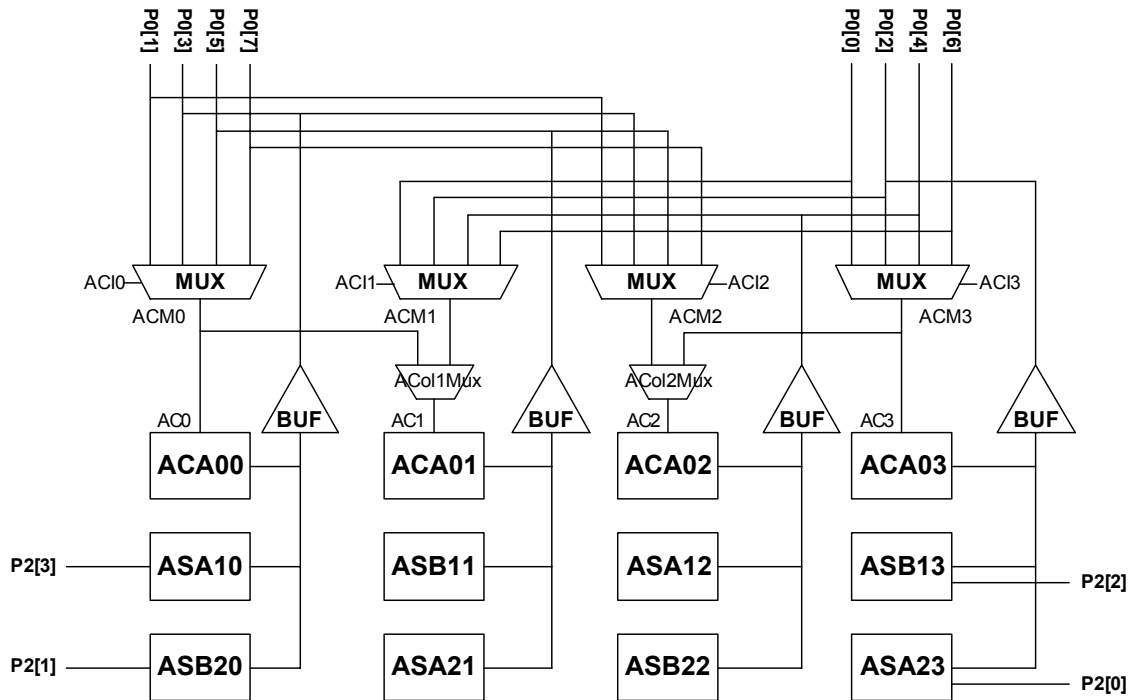 P0[1] P0[3] P0[5] P0[7] P0[0] P0[2] P0[4] P0[6]
ACI0 MUX ACI1 MUX MUX ACI2 MUX ACI3
ACM0 ACM1 ACM2 ACM3
ACol1Mux ACol2Mux
AC0 BUF AC1 BUF AC2 BUF AC3 BUF
ACA00 ACA01 ACA02 ACA03
P2[3] ASA10 ASB11 ASA12 ASB13
P2[2]
P2[1] ASB20 ASA21 ASB22 ASA23
P2[0]